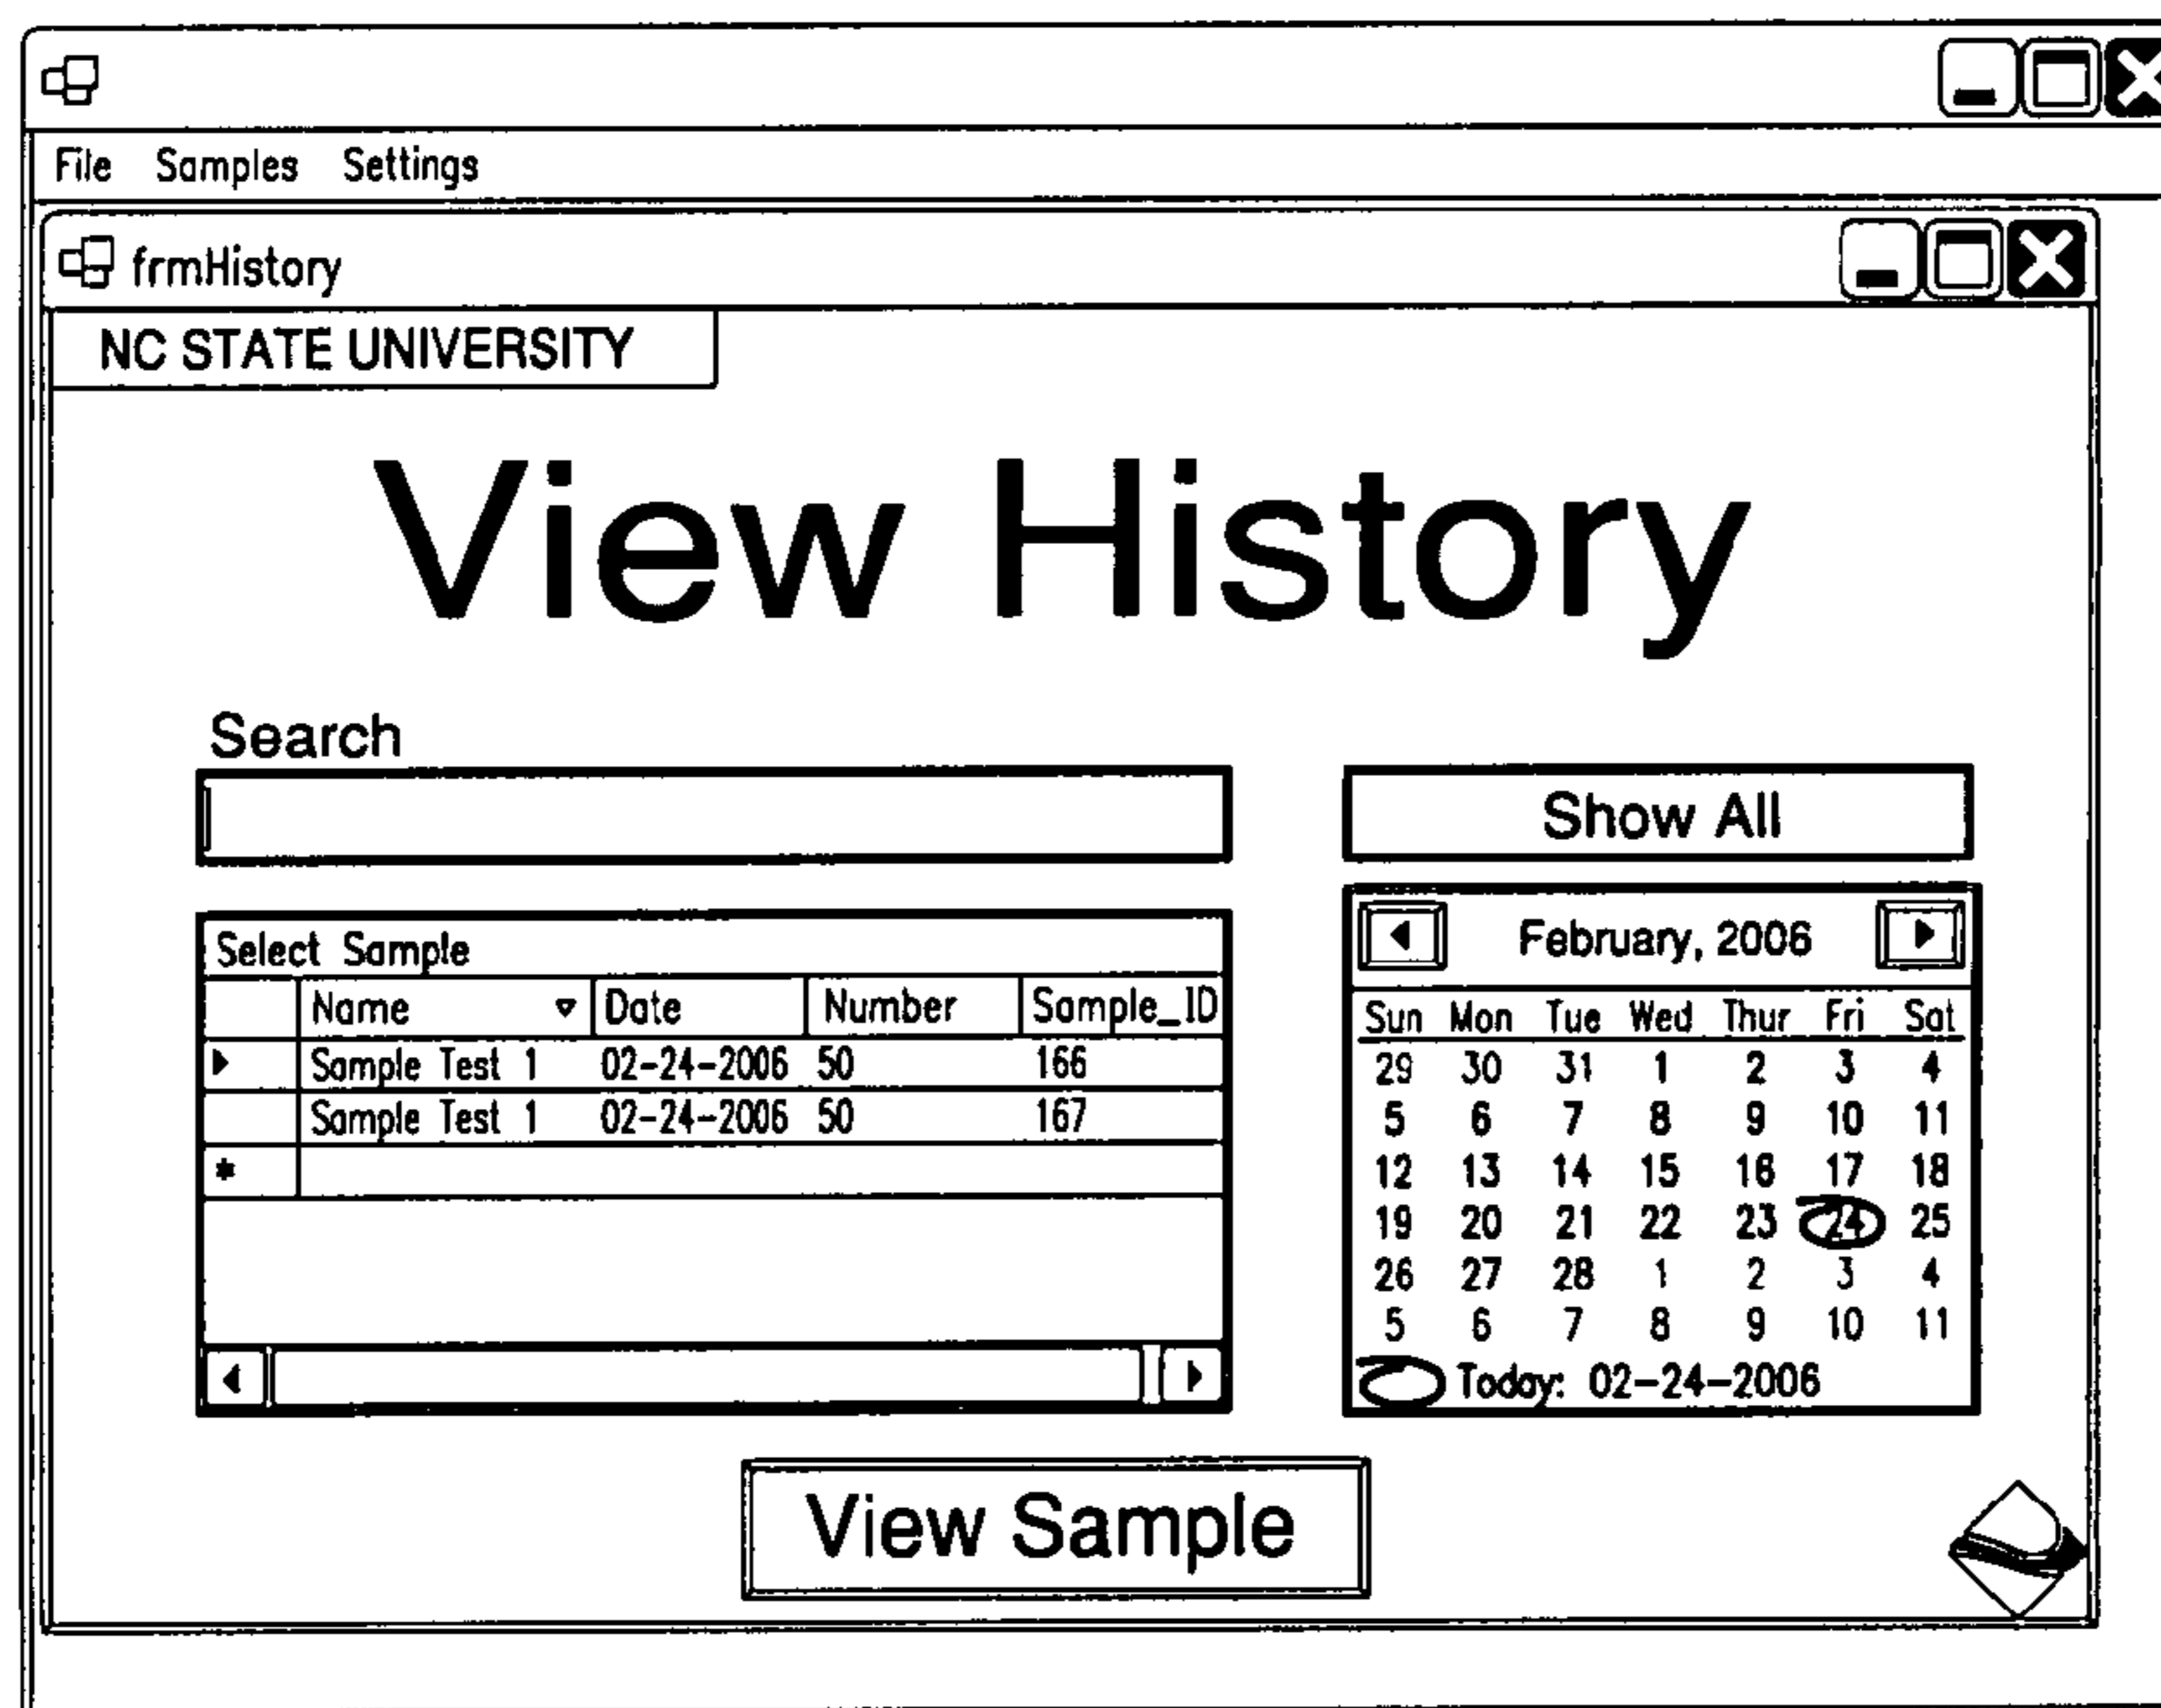 File Samples Settings
frmHistory
NC STATE UNIVERSITY
View History
Search
Show All
Select Sample
Name Date Number Sample_ID
Sample Test 1 02-24-2006 50 166
Sample Test 1 02-24-2006 50 167
*
February, 2006
Sun Mon Tue Wed Thur Fri Sat
29 30 31 1 2 3 4
5 6 7 8 9 10 11
12 13 14 15 16 17 18
19 20 21 22 23 24 25
26 27 28 1 2 3 4
5 6 7 8 9 10 11
Today: 02-24-2006
View Sample